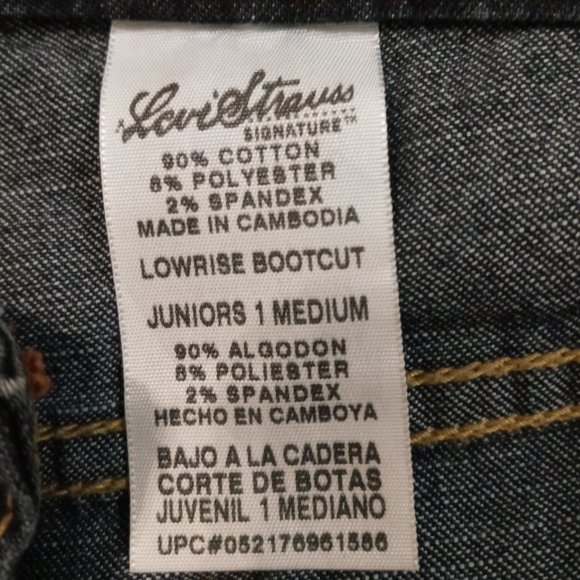 Levi Strauss
SIGNATURE™
90% COTTON
8% POLYESTER
2% SPANDEX
MADE IN CAMBODIA
LOWRISE BOOTCUT
JUNIORS 1 MEDIUM
90% ALGODON
8% POLIESTER
2% SPANDEX
HECHO EN CAMBOYA
BAJO A LA CADERA
CORTE DE BOTAS
JUVENIL 1 MEDIANO
UPC#052176961566